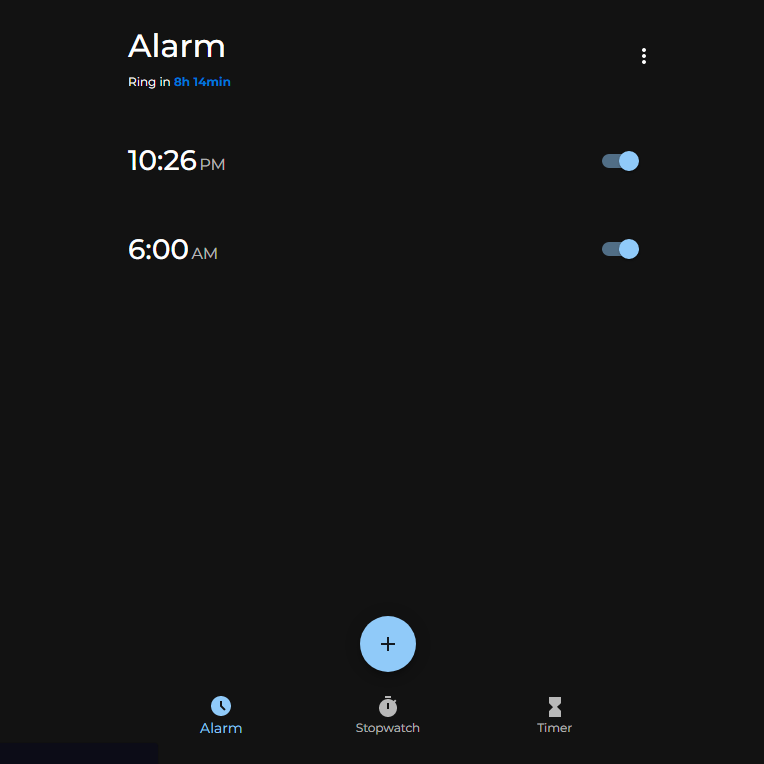 Alarm
Ring in 8h 14min
10:26 PM
6:00 AM
Alarm
Stopwatch
Timer